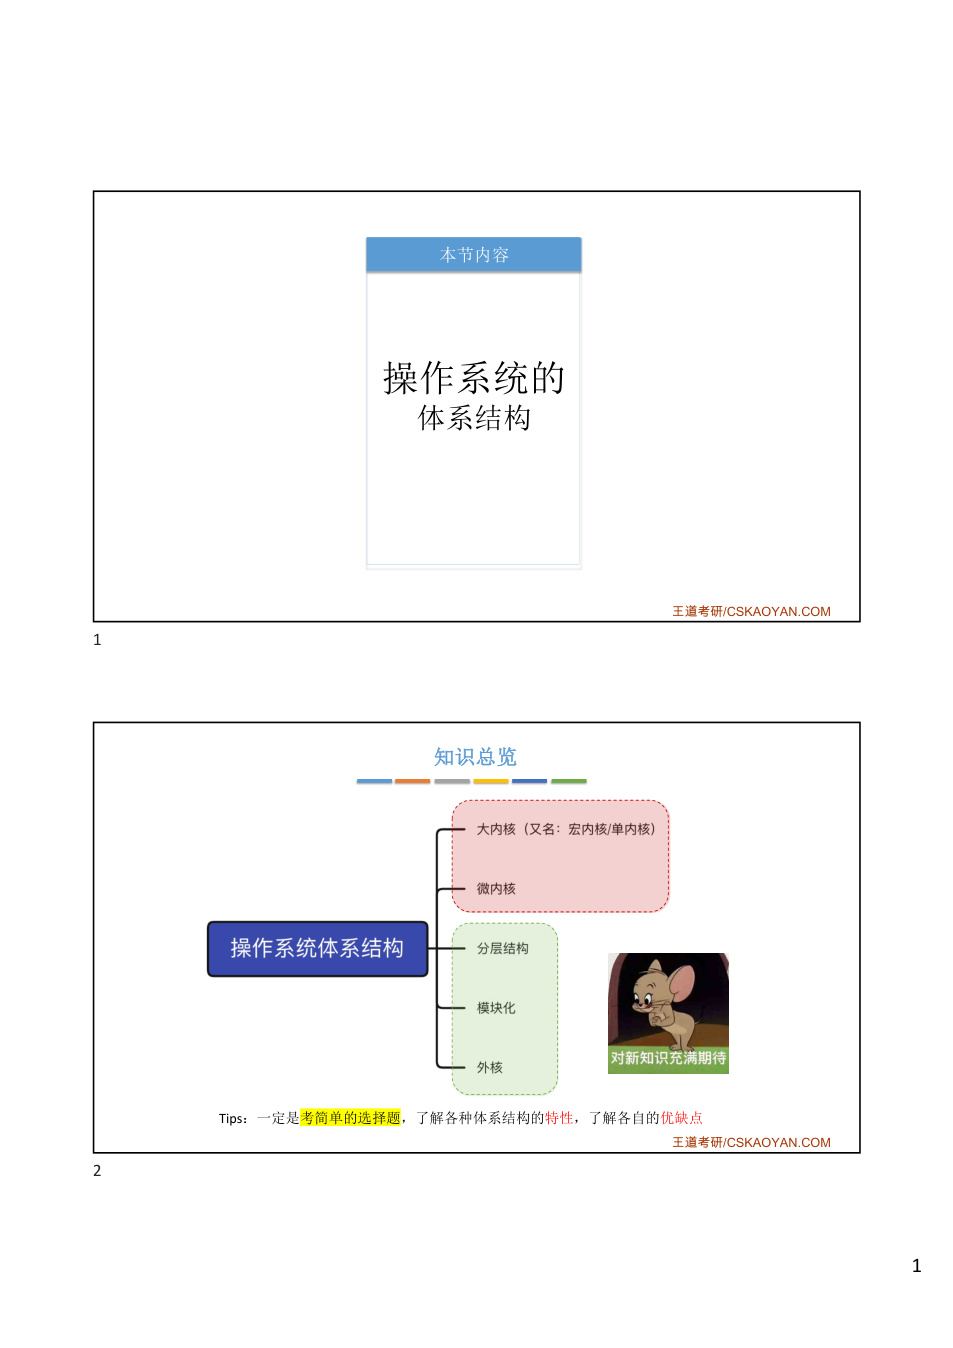 本节内容
操作系统的
体系结构
王道考研/CSKAOYAN.COM
1
知识总览
大内核（又名：宏内核/单内核）
微内核
操作系统体系结构
分层结构
模块化
外核
对新知识充满期待
Tips：一定是考简单的选择题，了解各种体系结构的特性，了解各自的优缺点
王道考研/CSKAOYAN.COM
2
1